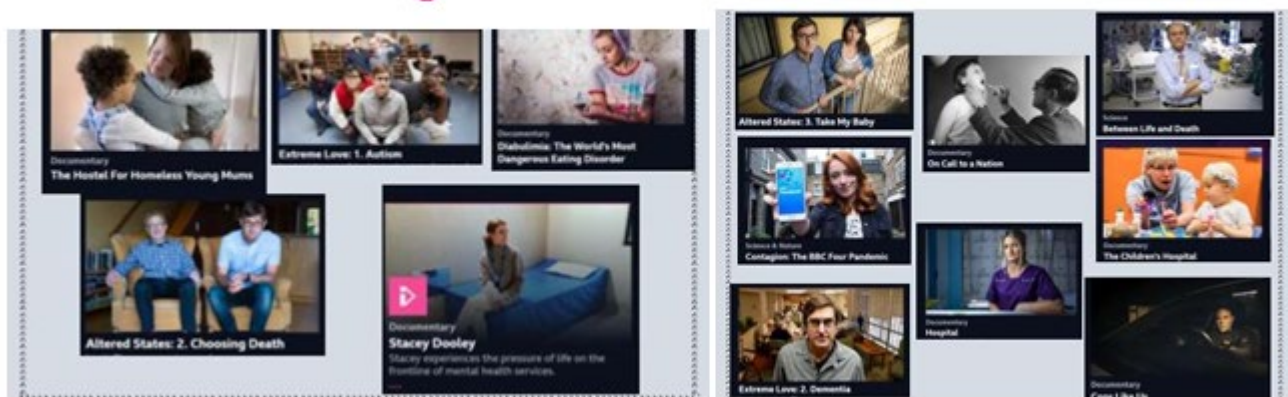 Documentary
The Hostel For Homeless Young Mums
Extreme Love: 1. Autism
Documentary
Diabulimia: The World's Most
Dangerous Eating Disorder
Altered States: 2. Choosing Death
Documentary
Stacey Dooley
Stacey experiences the pressure of life on the
frontline of mental health services.
Altered States: 3. Take My Baby
Documentary
On Call to a Nation
Science
Between Life and Death
Science & Nature
Contagion: The BBC Four Pandemic
Documentary
The Children's Hospital
Documentary
Hospital
Extreme Love: 2. Dementia
Documentary
Cops Like Us